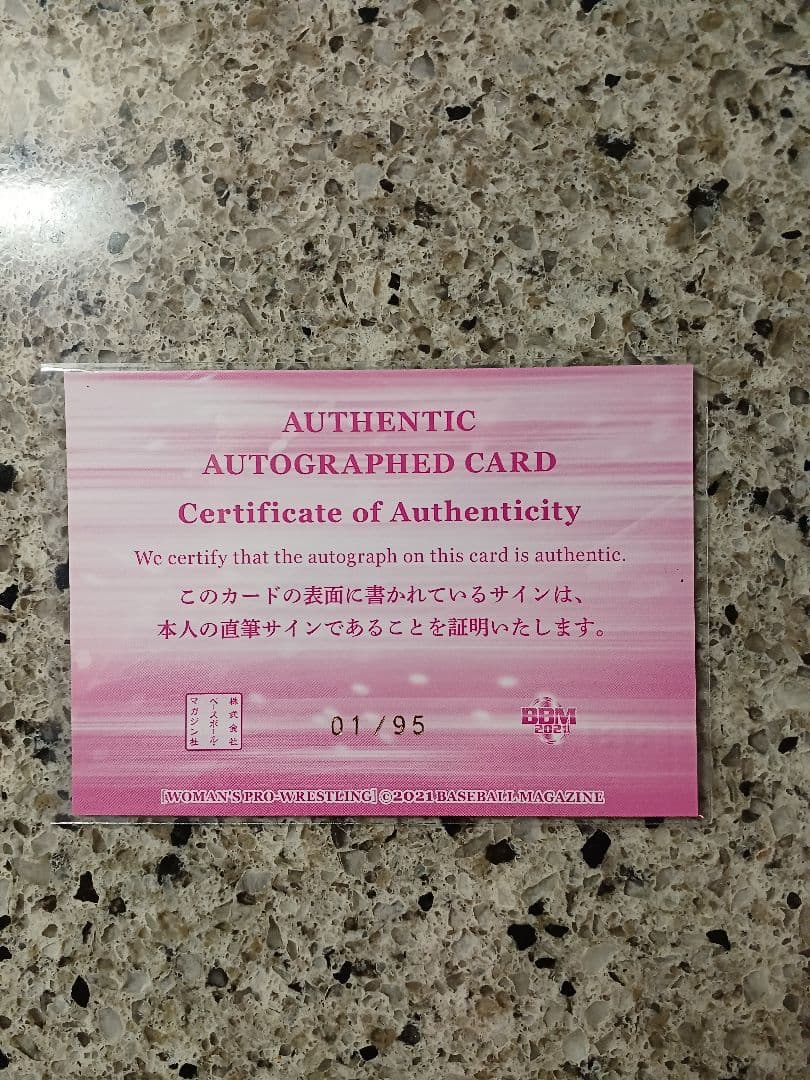 AUTHENTIC
AUTOGRAPHED CARD
Certificate of Authenticity
We certify that the autograph on this card is authentic.
このカードの表面に書かれているサインは、
本人の直筆サインであることを証明いたします。
株式会社
ベースボール・
マガジン社
01/95
BBM
2021
[WOMAN'S PRO-WRESTLING] ©2021 BASEBALL MAGAZINE